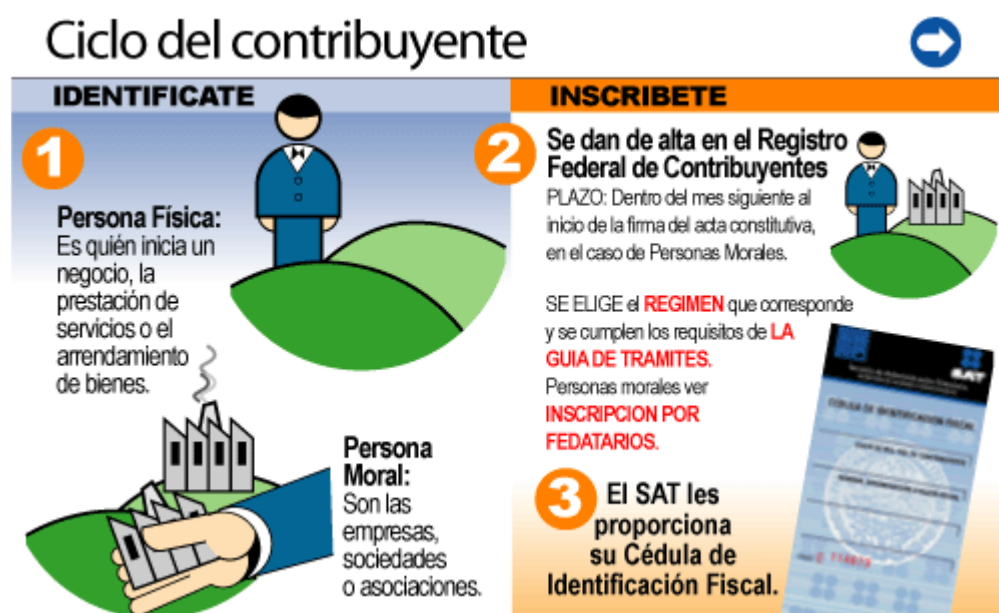 Ciclo del contribuyente
IDENTIFICATE
1
Persona Física:
Es quién inicia un
negocio, la
prestación de
servicios o el
arrendamiento
de bienes.
Persona
Moral:
Son las
empresas,
sociedades
o asociaciones.
INSCRIBETE
2
Se dan de alta en el Registro
Federal de Contribuyentes
PLAZO: Dentro del mes siguiente al
inicio de la firma del acta constitutiva,
en el caso de Personas Morales.
SE ELIGE el REGIMEN que corresponde
y se cumplen los requisitos de LA
GUIA DE TRAMITES.
Personas morales ver
INSCRIPCION POR
FEDATARIOS.
3
El SAT les
proporciona
su Cédula de
Identificación Fiscal.
SAT
CÉDULA DE IDENTIFICACIÓN FISCAL